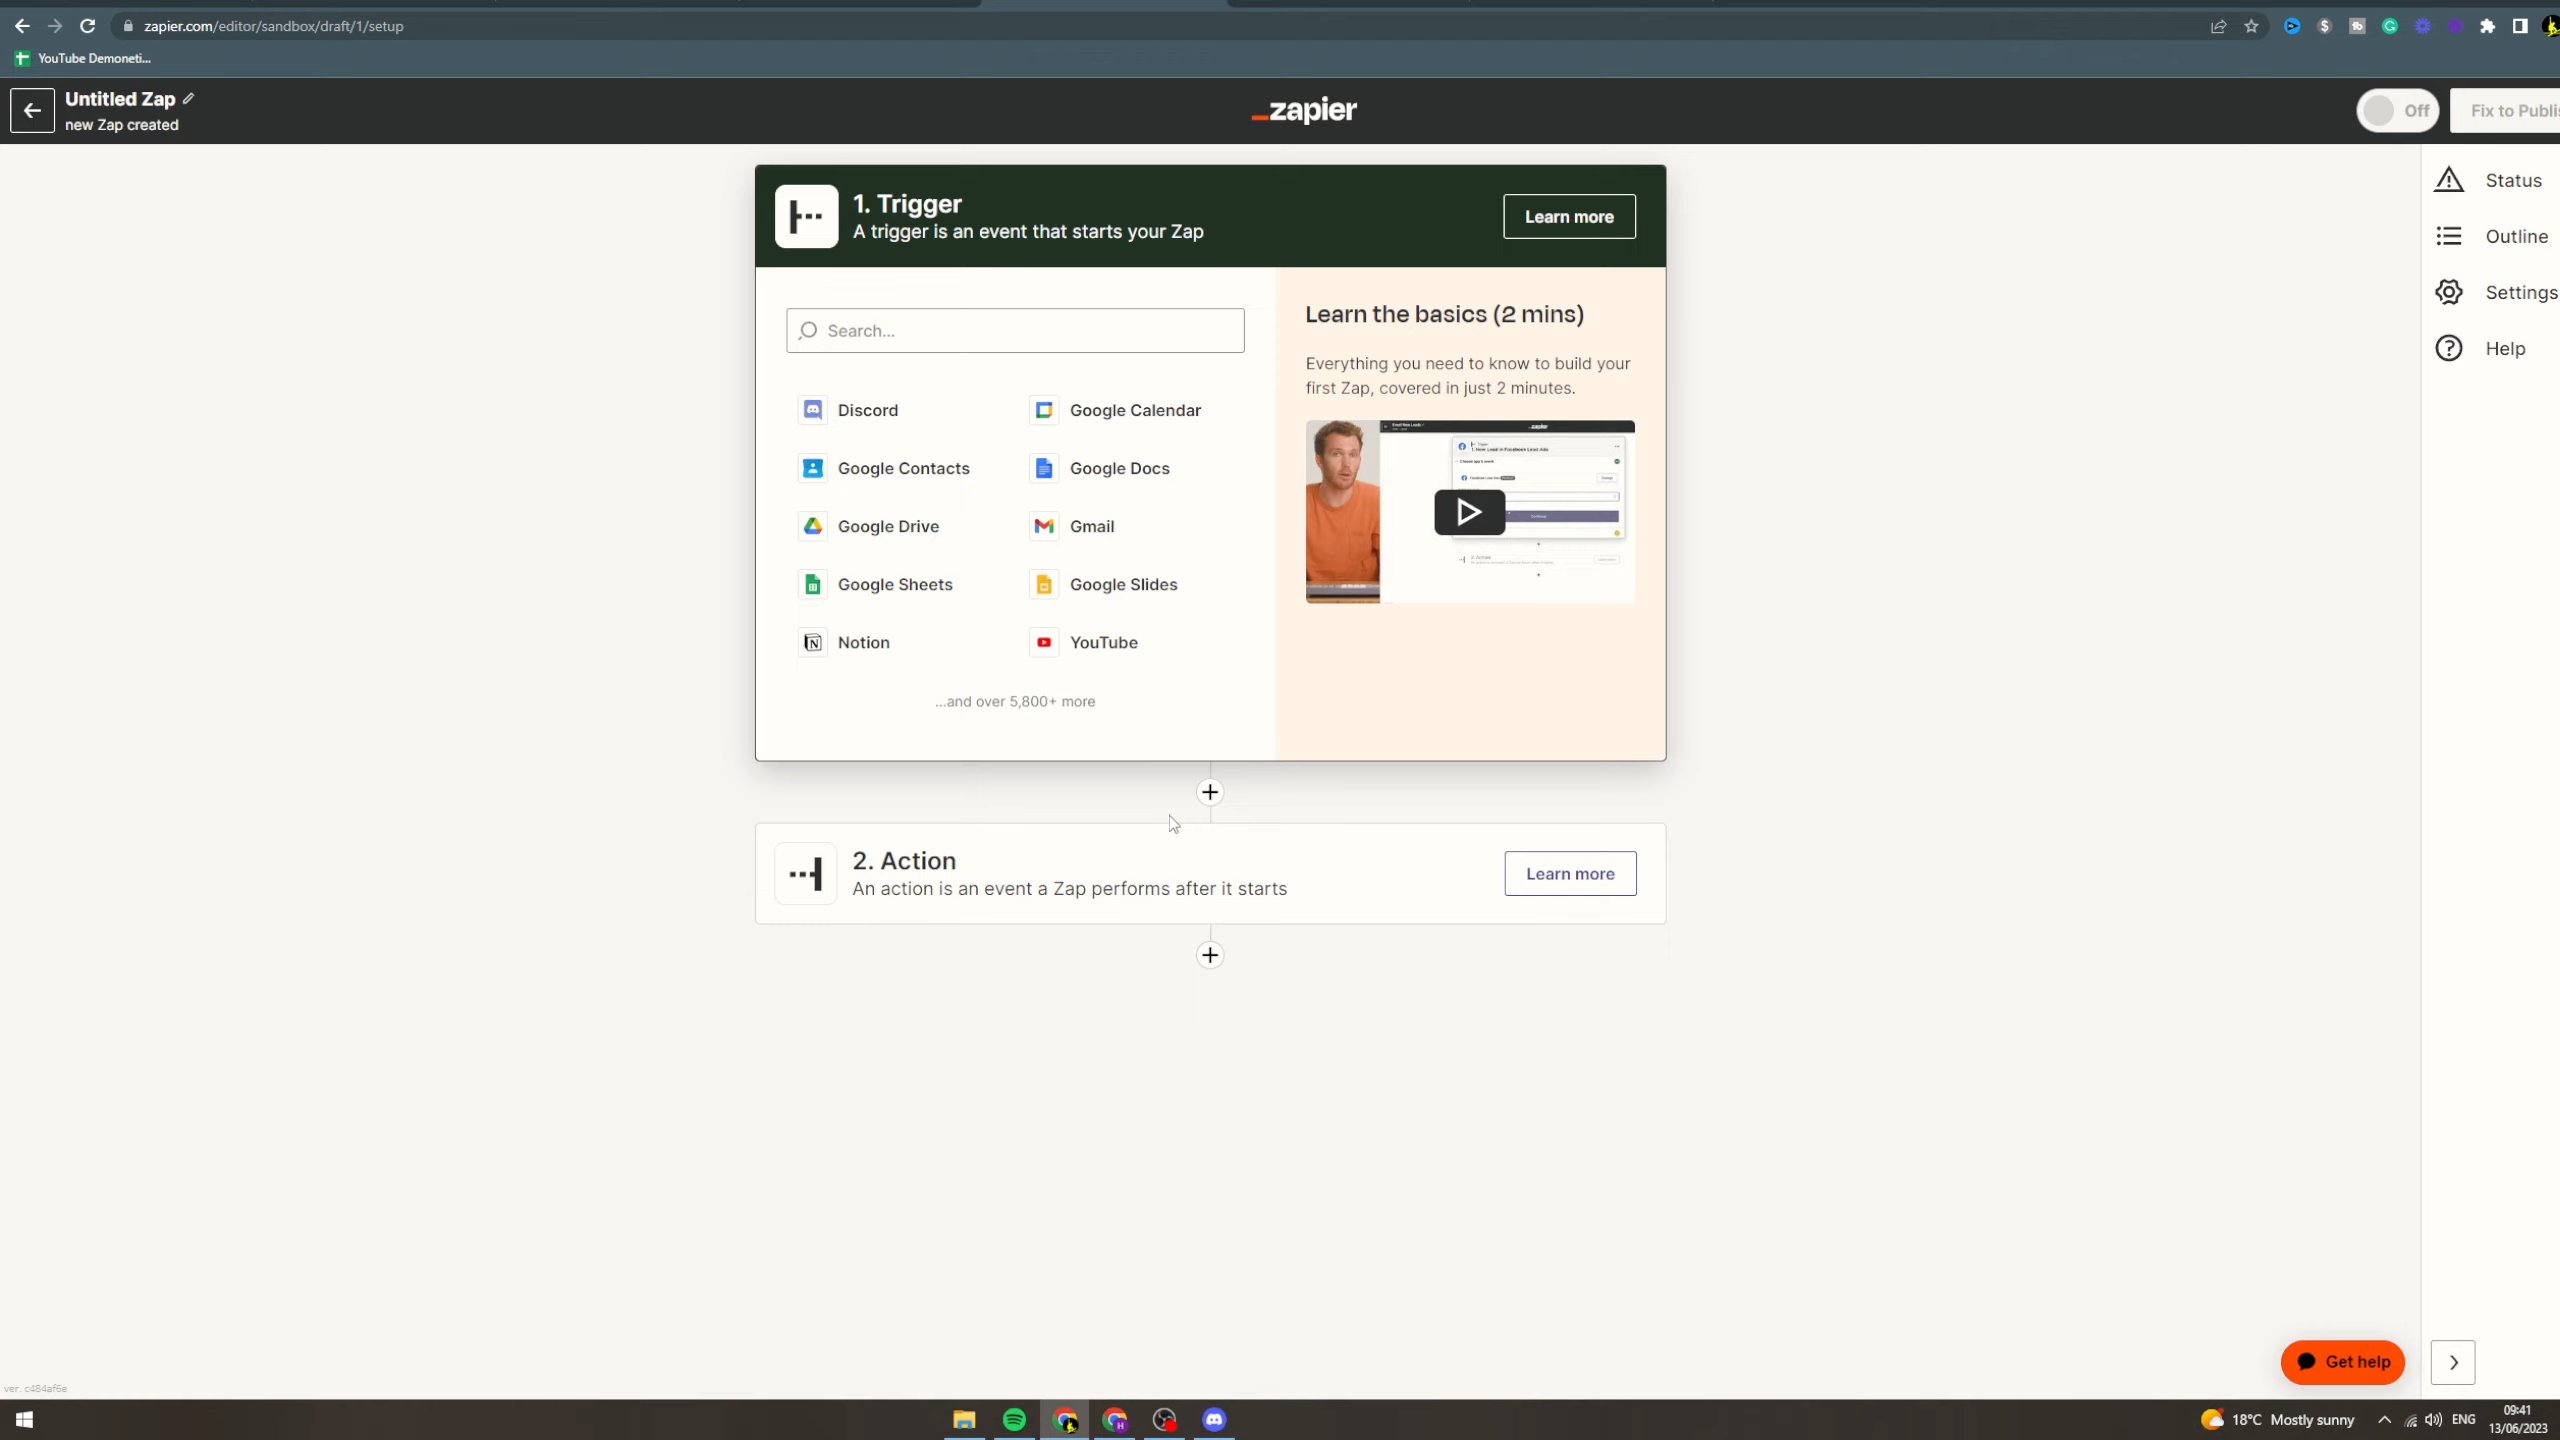 zapier.com/editor/sandbox/draft/1/setup
YouTube Demoneti...
Untitled Zap
new Zap created
zapier
Off
Fix to Publi
1. Trigger
A trigger is an event that starts your Zap
Learn more
Status
Outline
Settings
Help
Search...
Discord
Google Calendar
Google Contacts
Google Docs
Google Drive
Gmail
Google Sheets
Google Slides
Notion
YouTube
...and over 5,800+ more
Learn the basics (2 mins)
Everything you need to know to build your
first Zap, covered in just 2 minutes.
2. Action
An action is an event a Zap performs after it starts
Learn more
Get help
ver. c484af6e
18°C Mostly sunny
ENG
09:41
13/06/2023